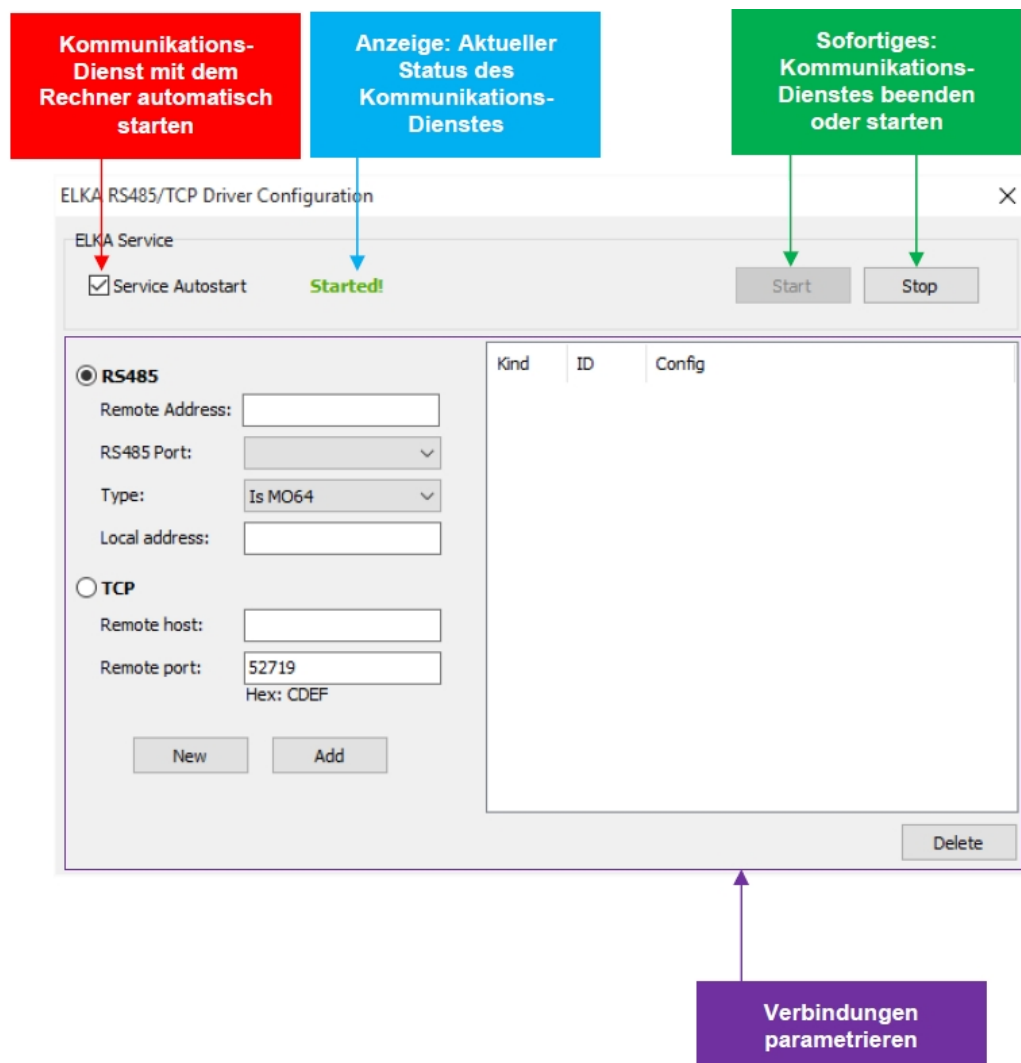 Kommunikations-
Dienst mit dem
Rechner automatisch
starten
Anzeige: Aktueller
Status des
Kommunikations-
Dienstes
Sofortiges:
Kommunikations-
Dienstes beenden
oder starten
ELKA RS485/TCP Driver Configuration
ELKA Service
Service Autostart
Started!
Start
Stop
RS485
Remote Address:
RS485 Port:
Type:
Is MO64
Local address:
TCP
Remote host:
Remote port:
52719
Hex: CDEF
New
Add
Kind
ID
Config
Delete
Verbindungen
parametrieren